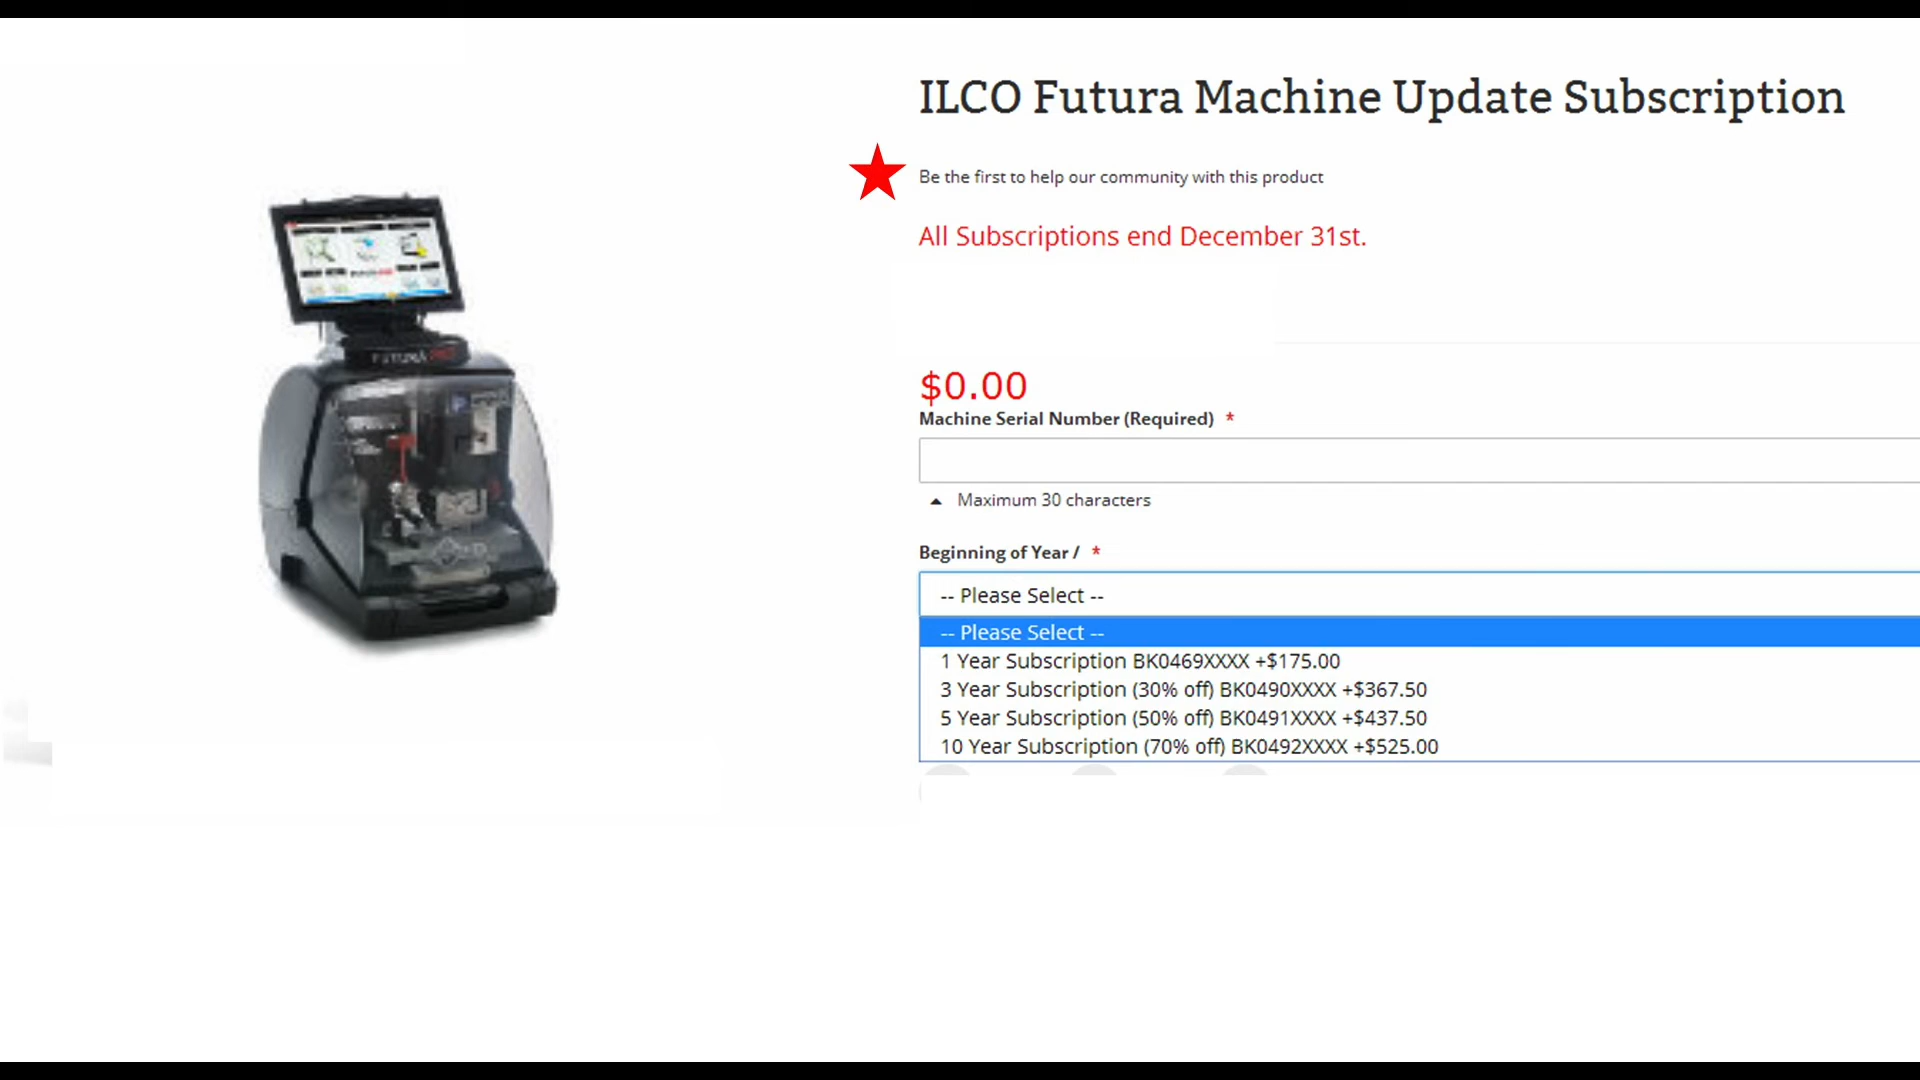 ILCO Futura Machine Update Subscription
Be the first to help our community with this product
All Subscriptions end December 31st.
$0.00
Machine Serial Number (Required) *
Maximum 30 characters
Beginning of Year / *
-- Please Select --
-- Please Select --
1 Year Subscription BK0469XXXX +$175.00
3 Year Subscription (30% off) BK0490XXXX +$367.50
5 Year Subscription (50% off) BK0491XXXX +$437.50
10 Year Subscription (70% off) BK0492XXXX +$525.00
FUTURA PRO